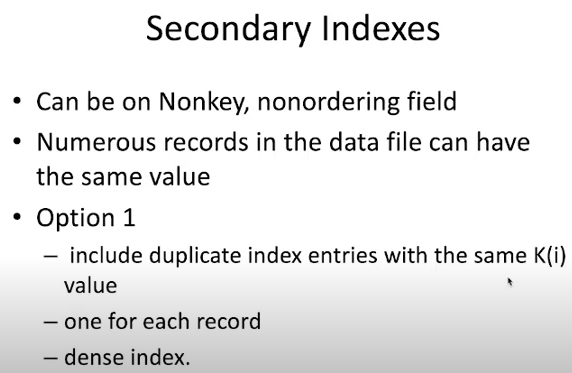 Secondary Indexes
• Can be on Nonkey, nonordering field
• Numerous records in the data file can have
the same value
• Option 1
– include duplicate index entries with the same K(i)
value
– one for each record
– dense index.